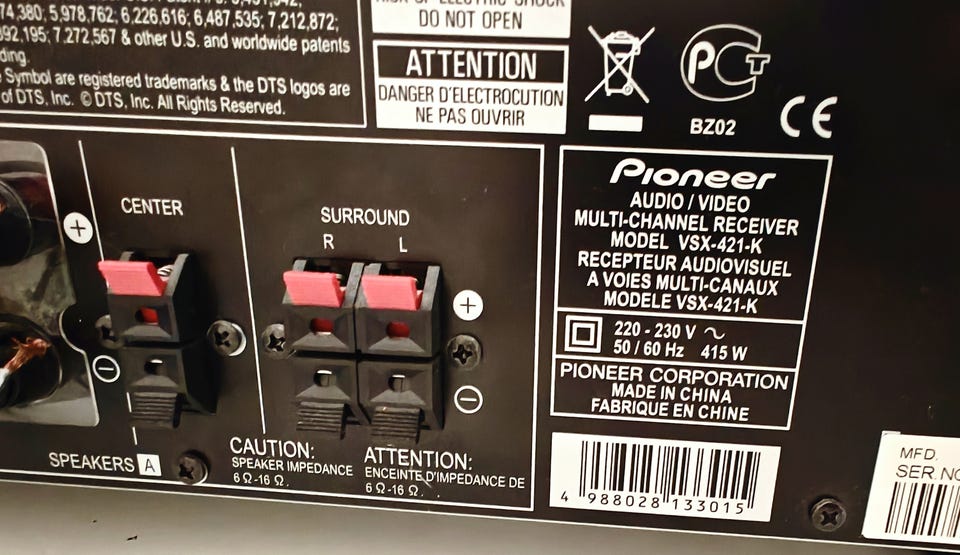 74,380; 5,978,762; 6,226,616; 6,487,535; 7,212,872;
7,272,567 & other U.S. and worldwide patents
Symbol are registered trademarks & the DTS logos are
of DTS, Inc. © DTS, Inc. All Rights Reserved.
RISK OF ELECTRIC SHOCK
DO NOT OPEN
ATTENTION
DANGER D'ELECTROCUTION
NE PAS OUVRIR
BZ02
CE
CENTER
SURROUND
R L
+
+
−
−
SPEAKERS A
CAUTION:
SPEAKER IMPEDANCE
6 Ω -16 Ω .
ATTENTION:
ENCEINTE D'IMPEDANCE DE
6 Ω -16 Ω .
Pioneer
AUDIO / VIDEO
MULTI-CHANNEL RECEIVER
MODEL VSX-421-K
RECEPTEUR AUDIOVISUEL
A VOIES MULTI-CANAUX
MODELE VSX-421-K
220 - 230 V ~
50 / 60 Hz 415 W
PIONEER CORPORATION
MADE IN CHINA
FABRIQUE EN CHINE
4 988028 133015
MFD.
SER.NO